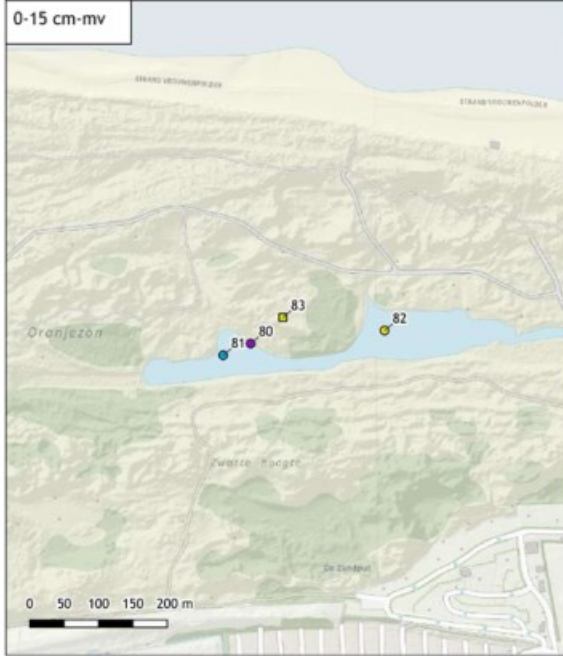 0-15 cm-mv
STRAND VROUWENPOLDER
STRAND VROUWENPOLDER
83
82
Oranjezon
81
80
Zwarte Hoogte
De Zandput
0 50 100 150 200 m